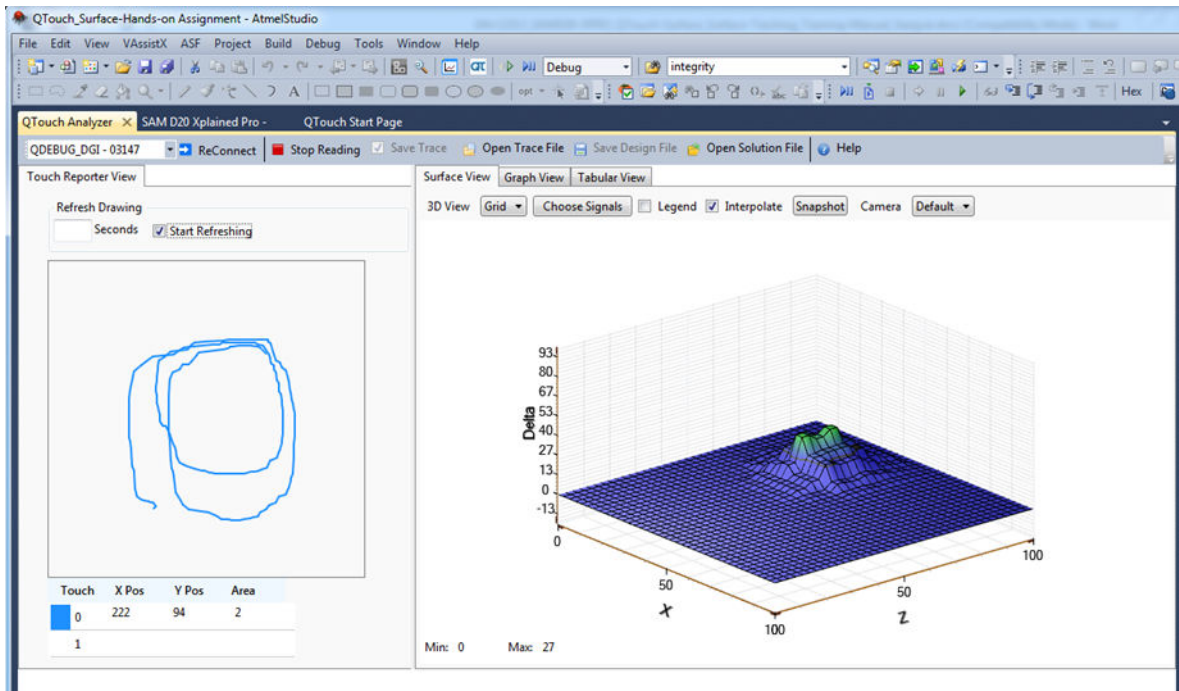 QTouch_Surface-Hands-on Assignment - AtmelStudio
File Edit View VAssistX ASF Project Build Debug Tools Window Help
Debug integrity
A opt Hex
QTouch Analyzer SAM D20 Xplained Pro - QTouch Start Page
QDEBUG_DGI - 03147 ReConnect Stop Reading Save Trace Open Trace File Save Design File Open Solution File Help
Touch Reporter View
Refresh Drawing
Seconds Start Refreshing
Touch X Pos Y Pos Area
0 222 94 2
1
Surface View Graph View Tabular View
3D View Grid Choose Signals Legend Interpolate Snapshot Camera Default
93
80
67
53
40
27
13
0
-13
Delta
0
50
100
X
50
100
Z
Min: 0 Max: 27